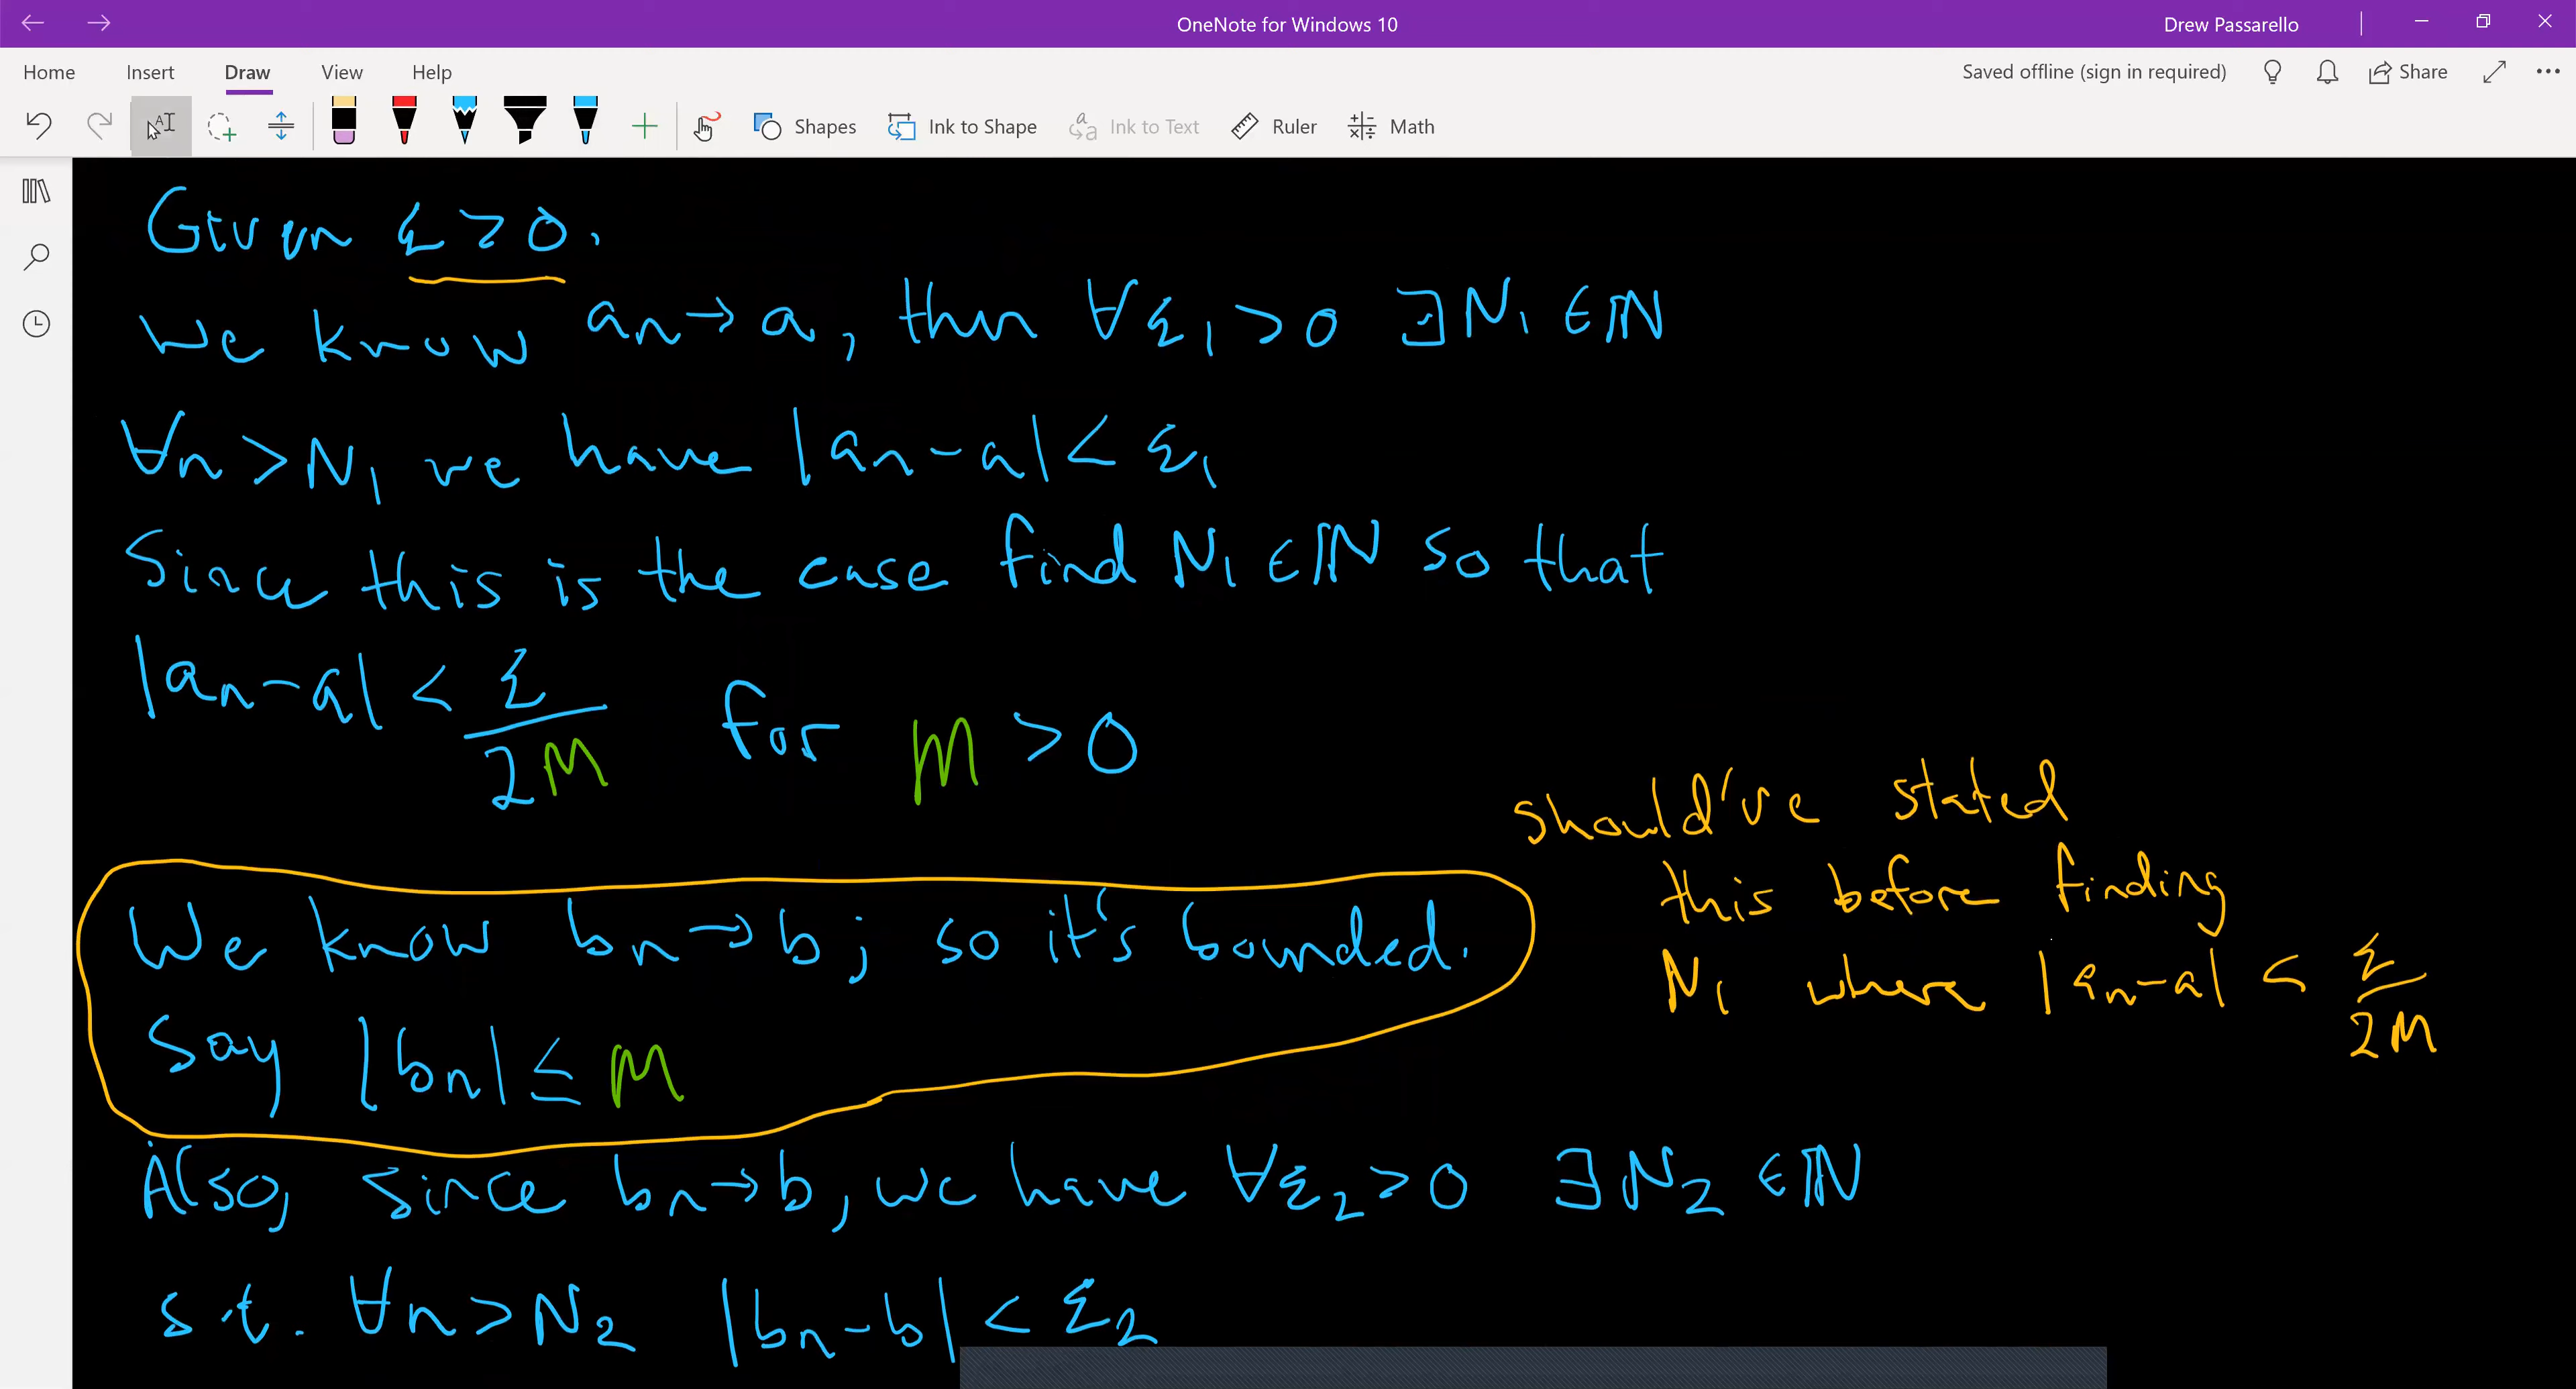 OneNote for Windows 10
Drew Passarello
Home Insert Draw View Help
Saved offline (sign in required) Share
Shapes Ink to Shape Ink to Text Ruler Math
Given ε > 0.
We know an → a, then ∀ε1 > 0 ∃ N1 ∈ ℕ
∀n > N1 we have |an - a| < ε1
Since this is the case find N1 ∈ ℕ so that
|an - a| < ε/2M for M > 0
should've stated
this before finding
N1 where |an - a| < ε/2M
We know bn → b; so it's bounded.
Say |bn| ≤ M
Also, since bn → b, we have ∀ε2 > 0 ∃ N2 ∈ ℕ
s.t. ∀n > N2 |bn - b| < ε2